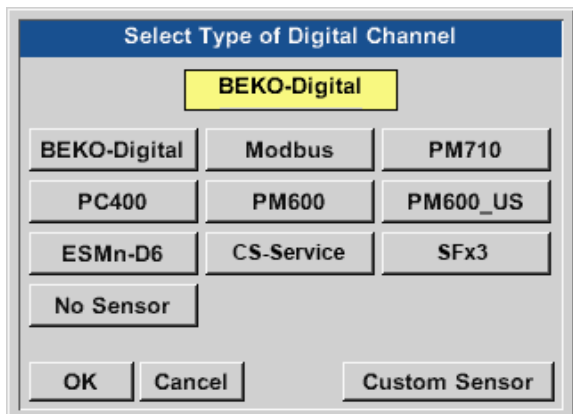 Select Type of Digital Channel
BEKO-Digital
BEKO-Digital Modbus PM710
PC400 PM600 PM600_US
ESMn-D6 CS-Service SFx3
No Sensor
OK Cancel Custom Sensor